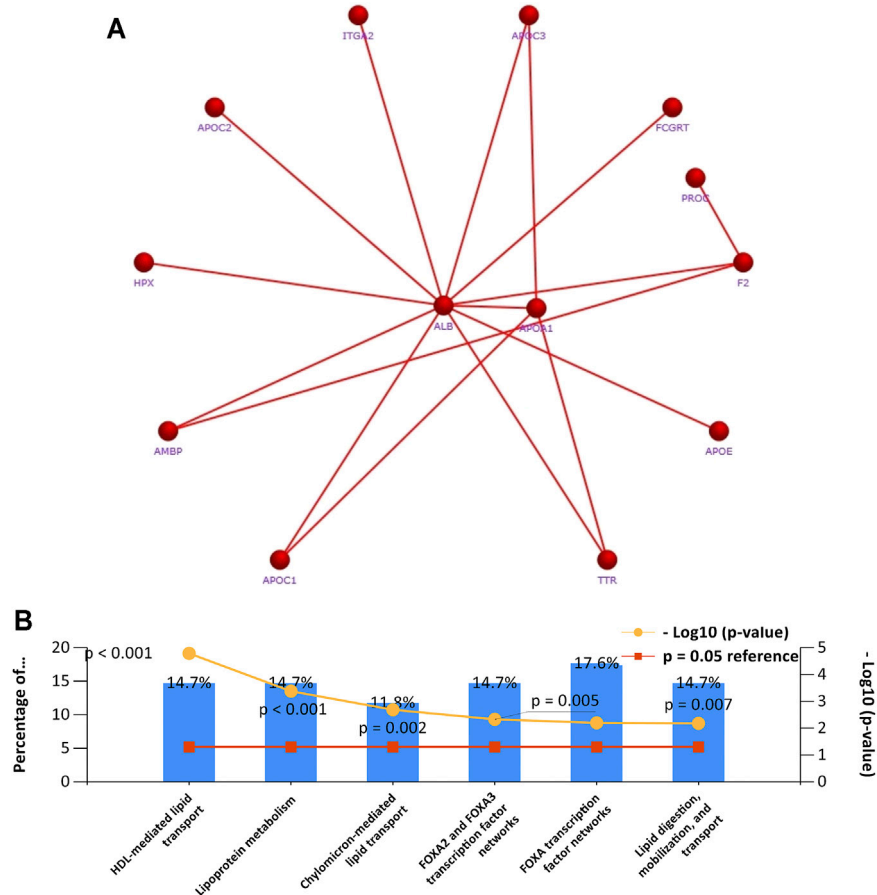 A
ITGA2
APOC3
APOC2
FCGRT
PROC
HPX
F2
ALB
APOA1
AMBP
APOE
APOC1
TTR
B
- Log10 (p-value)
p = 0.05 reference
Percentage of...
- Log10 (p-value)
20
15
10
5
0
5
4
3
2
1
0
p < 0.001
14.7%
14.7%
p < 0.001
11.8%
p = 0.002
14.7%
p = 0.005
17.6%
14.7%
p = 0.007
HDL-mediated lipid
transport
Lipoprotein metabolism
Chylomicron-mediated
lipid transport
FOXA2 and FOXA3
transcription factor
networks
FOXA transcription
factor networks
Lipid digestion,
mobilization, and
transport